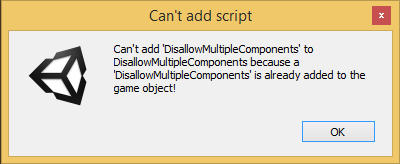 Can't add script
x
Can't add 'DisallowMultipleComponents' to
DisallowMultipleComponents because a
'DisallowMultipleComponents' is already added to the
game object!
OK